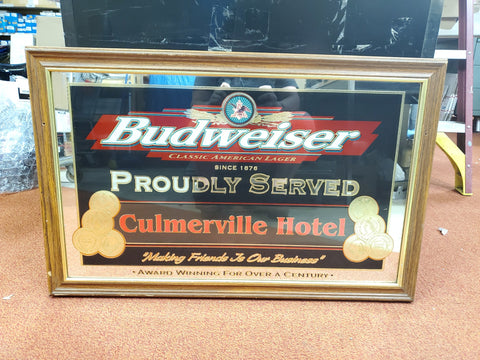 Budweiser
CLASSIC AMERICAN LAGER
SINCE 1876
PROUDLY SERVED
Culmerville Hotel
"Making Friends Is Our Business"
• AWARD WINNING FOR OVER A CENTURY •